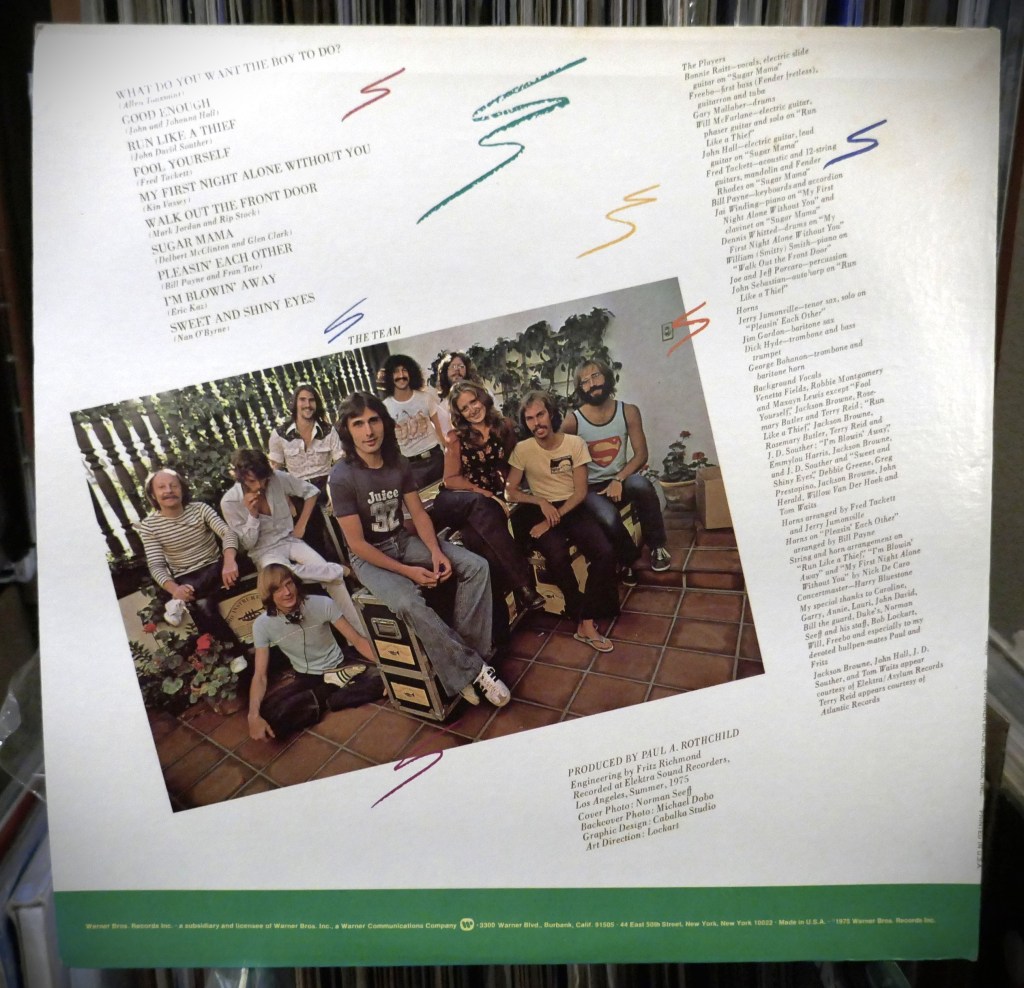 WHAT DO YOU WANT THE BOY TO DO?
(Allen Toussaint)
GOOD ENOUGH
(John and Johanna Hall)
RUN LIKE A THIEF
(John David Souther)
FOOL YOURSELF
(Fred Tackett)
MY FIRST NIGHT ALONE WITHOUT YOU
(Kin Vassy)
WALK OUT THE FRONT DOOR
(Mark Jordan and Rip Stock)
SUGAR MAMA
(Delbert McClinton and Glen Clark)
PLEASIN' EACH OTHER
(Bill Payne and Fran Tate)
I'M BLOWIN' AWAY
(Eric Kaz)
SWEET AND SHINY EYES
(Nan O'Byrne)
THE TEAM
Juice
The Players
Bonnie Raitt—vocals, electric slide
guitar on "Sugar Mama"
Freebo—first bass (Fender fretless),
guitarron and tuba
Gary Mallaber—drums
Will McFarlane—electric guitar,
phaser guitar and solo on "Run
Like a Thief"
John Hall—electric guitar, lead
guitar on "Sugar Mama"
Fred Tackett—acoustic and 12-string
guitars, mandolin and Fender
Rhodes on "Sugar Mama"
Bill Payne—keyboards and accordion
Jai Winding—piano on "My First
Night Alone Without You" and
clavinet on "Sugar Mama"
Dennis Whitted—drums on "My
First Night Alone Without You"
William (Smitty) Smith—piano on
"Walk Out the Front Door"
Joe and Jeff Porcaro—percussion
John Sebastian—autoharp on "Run
Like a Thief"
Horns
Jerry Jumonville—tenor sax, solo on
"Pleasin' Each Other"
Jim Gordon—baritone sax
Dick Hyde—trombone and bass
trumpet
George Bohanon—trombone and
baritone horn
Background Vocals
Venetta Fields, Robbie Montgomery
and Maxayn Lewis except "Fool
Yourself," Jackson Browne, Rose-
mary Butler and Terry Reid; "Run
Like a Thief," Jackson Browne,
Rosemary Butler, Terry Reid and
J. D. Souther; "I'm Blowin' Away,"
Emmylou Harris, Jackson Browne,
and J. D. Souther and "Sweet and
Shiny Eyes," Debbie Greene, Greg
Prestopino, Jackson Browne, John
Herald, Willow Van Der Hoek and
Tom Waits
Horns arranged by Fred Tackett
and Jerry Jumonville
Horns on "Pleasin' Each Other"
arranged by Bill Payne
String and horn arrangement on
"Run Like a Thief," "I'm Blowin'
Away" and "My First Night Alone
Without You" by Nick De Caro
Concertmaster—Harry Bluestone
My special thanks to Caroline,
Garry, Annie, Lauri, John David,
Bill the guard, Duke's, Norman
Seeff and his staff, Bob Lockart,
Will, Freebo and especially to my
devoted bullpen-mates Paul and
Fritz
Jackson Browne, John Hall, J. D.
Souther, and Tom Waits appear
courtesy of Elektra/Asylum Records
Terry Reid appears courtesy of
Atlantic Records
PRODUCED BY PAUL A. ROTHCHILD
Engineering by Fritz Richmond
Recorded at Elektra Sound Recorders,
Los Angeles, Summer, 1975
Cover Photo: Norman Seeff
Backcover Photo: Michael Dobo
Graphic Design: Cabalka Studio
Art Direction: Lockart
Warner Bros. Records Inc. · a subsidiary and licensee of Warner Bros. Inc., a Warner Communications Company · 3300 Warner Blvd., Burbank, Calif. 91505 · 44 East 50th Street, New York, New York 10022 · Made in U.S.A. · ℗1975 Warner Bros. Records Inc.